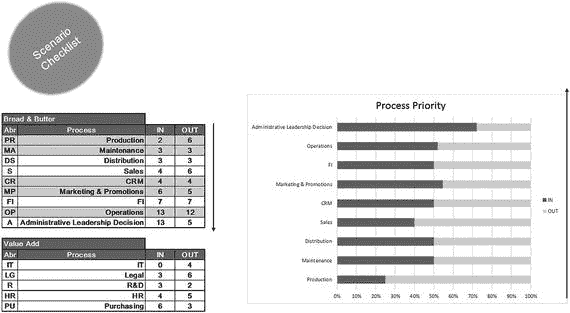 Scenario
Checklist
Bread & Butter
Abr Process IN OUT
PR Production 2 6
MA Maintenance 3 3
DS Distribution 3 3
S Sales 4 6
CR CRM 4 4
MP Marketing & Promotions 6 5
FI FI 7 7
OP Operations 13 12
A Administrative Leadership Decision 13 5
Value Add
Abr Process IN OUT
IT IT 0 4
LG Legal 3 6
R R&D 3 2
HR HR 4 5
PU Purchasing 6 3
Process Priority
Administrative Leadership Decision
Operations
FI
Marketing & Promotions
CRM
Sales
Distribution
Maintenance
Production
0% 10% 20% 30% 40% 50% 60% 70% 80% 90% 100%
IN
OUT